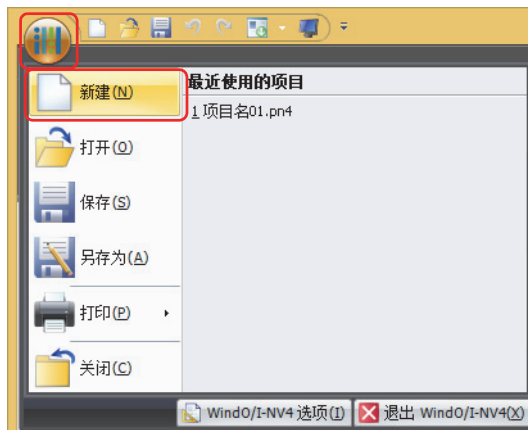 新建(N)
打开(O)
保存(S)
另存为(A)
打印(P)
关闭(C)
最近使用的项目
1 项目名01.pn4
WindO/I-NV4 选项(I)
退出 WindO/I-NV4(X)